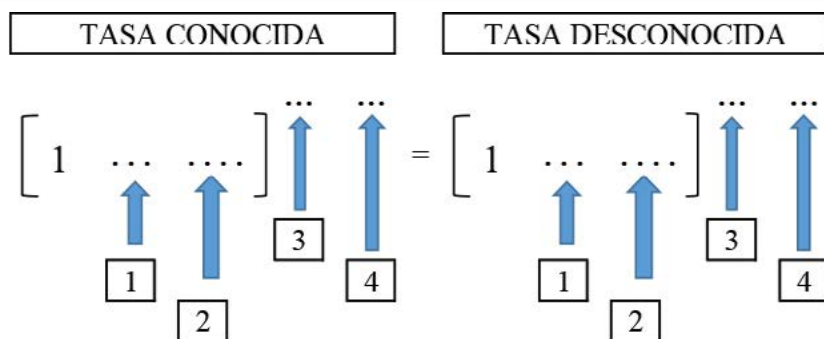 TASA CONOCIDA TASA DESCONOCIDA
... ... ... ...
[ 1 ... .... ] = [ 1 ... .... ]
3 3
1 4 1 4
2 2